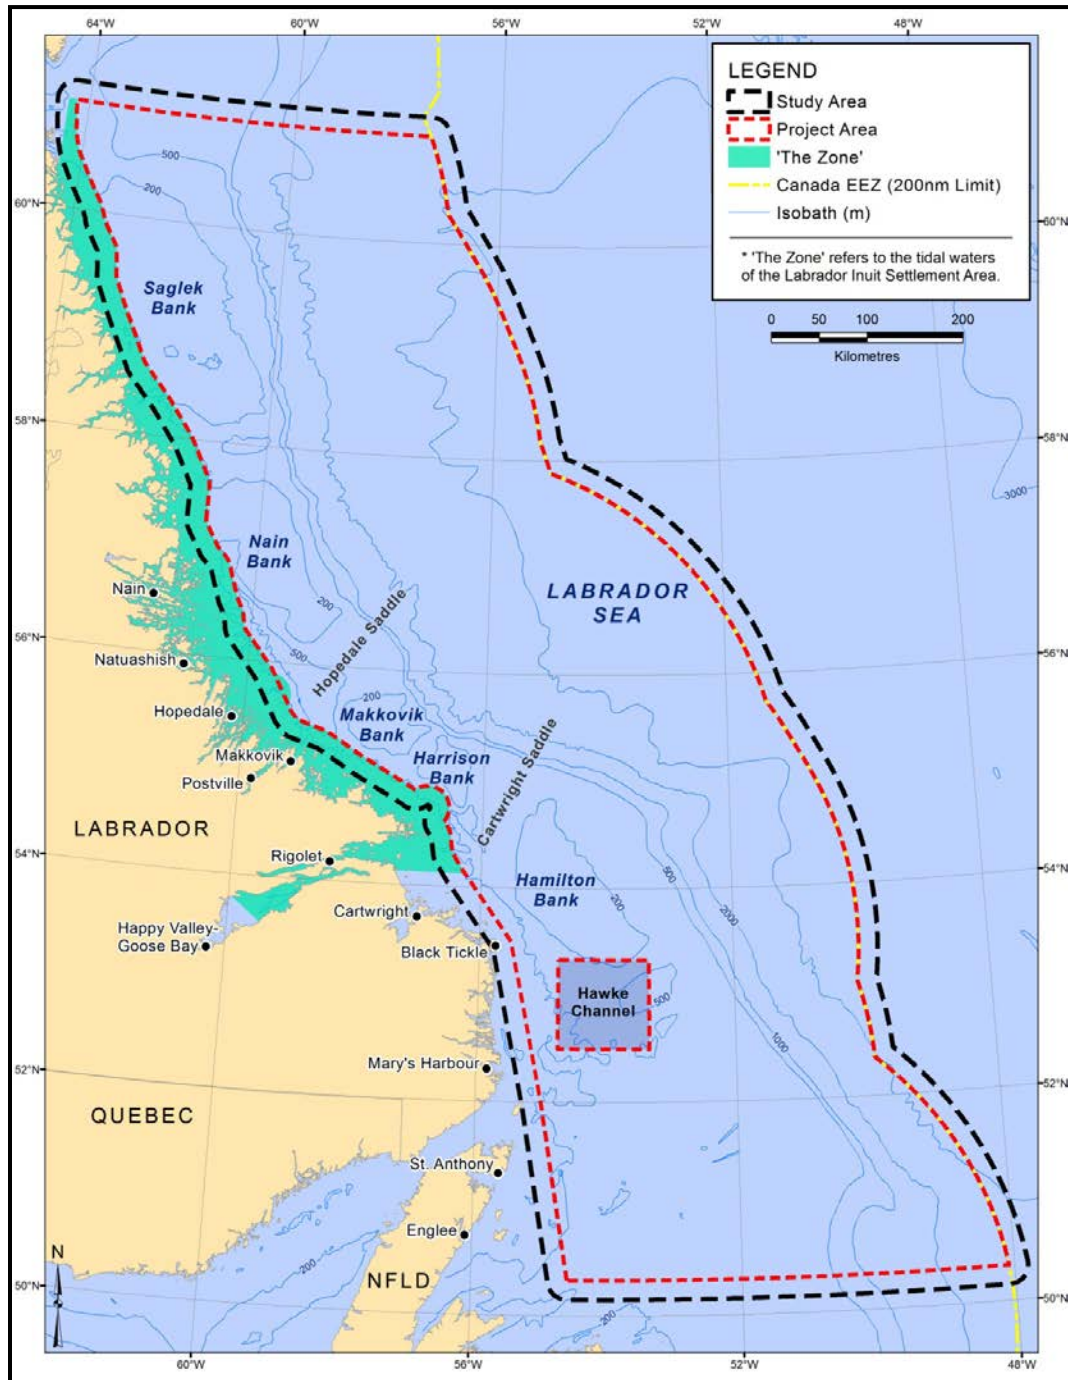 64°W
60°W
56°W
52°W
48°W
LEGEND
Study Area
Project Area
'The Zone'
Canada EEZ (200nm Limit)
Isobath (m)
* 'The Zone' refers to the tidal waters
of the Labrador Inuit Settlement Area.
0 50 100 200
Kilometres
500
200
60°N
60°N
Saglek
Bank
58°N
58°N
3000
Nain
Bank
Nain
200
LABRADOR
SEA
Hopedale Saddle
56°N
56°N
Natuashish
500
200
Hopedale
Makkovik
Bank
Makkovik
Harrison
Bank
Postville
Cartwright Saddle
LABRADOR
54°N
54°N
Rigolet
500
Hamilton
Bank
200
2000
Cartwright
Happy Valley-
Goose Bay
Black Tickle
Hawke
Channel
500
1000
Mary's Harbour
52°N
52°N
QUEBEC
St. Anthony
Englee
N
200
NFLD
50°N
50°N
200
60°W
56°W
52°W
48°W